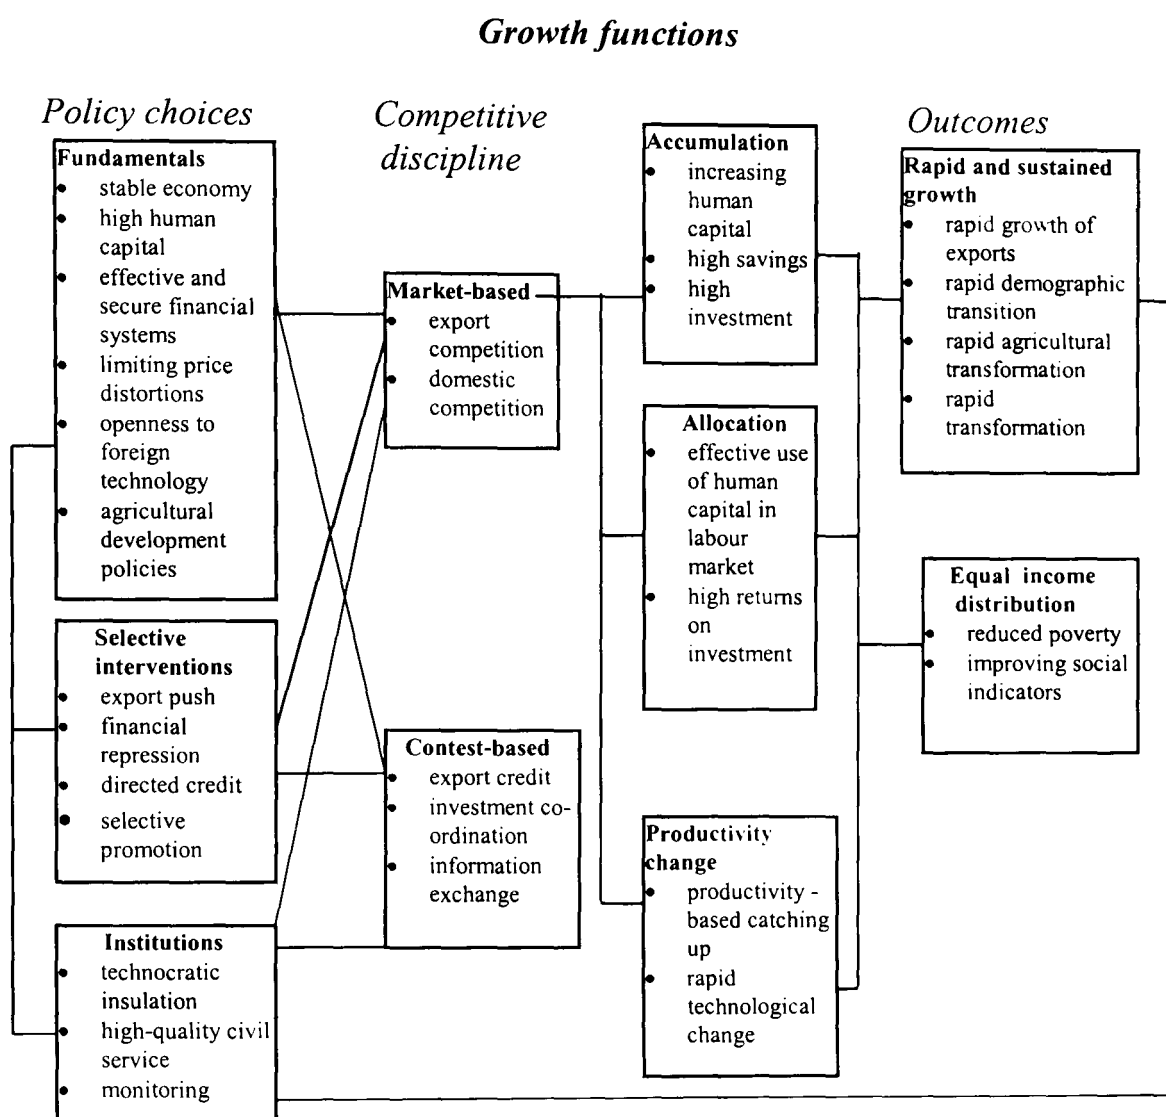 Growth functions
Policy choices
Fundamentals
• stable economy
• high human
capital
• effective and
secure financial
systems
• limiting price
distortions
• openness to
foreign
technology
• agricultural
development
policies
Selective
interventions
• export push
• financial
repression
• directed credit
• selective
promotion
Institutions
• technocratic
insulation
• high-quality civil
service
• monitoring
Competitive
discipline
Market-based
• export
competition
• domestic
competition
Contest-based
• export credit
• investment co-
ordination
• information
exchange
Accumulation
• increasing
human
capital
• high savings
• high
investment
Allocation
• effective use
of human
capital in
labour
market
• high returns
on
investment
Productivity
change
• productivity -
based catching
up
• rapid
technological
change
Outcomes
Rapid and sustained
growth
• rapid growth of
exports
• rapid demographic
transition
• rapid agricultural
transformation
• rapid
transformation
Equal income
distribution
• reduced poverty
• improving social
indicators